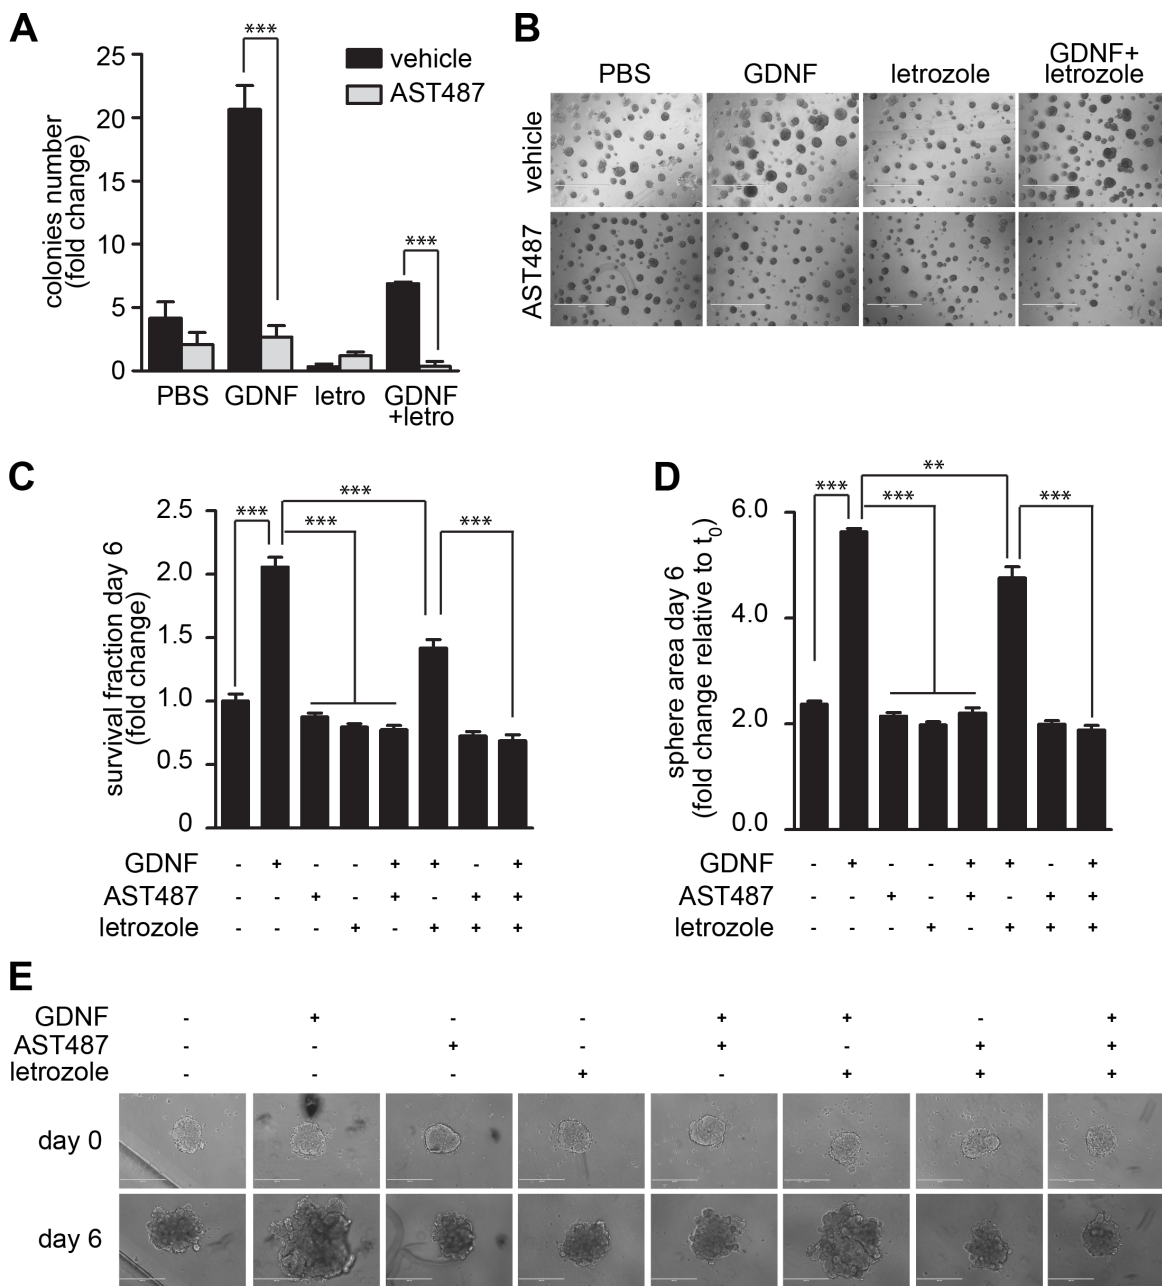 A
***
25
20
15
10
5
0
colonies number
(fold change)
vehicle
AST487
***
PBS GDNF letro GDNF
+letro
B
PBS GDNF letrozole GDNF+
letrozole
vehicle
AST487
C
***
***
***
***
2.5
2.0
1.5
1.0
0.5
0
survival fraction day 6
(fold change)
GDNF - + - - + + - +
AST487 - - + - + - + +
letrozole - - - + - + + +
D
**
***
***
***
6.0
4.0
2.0
0.0
sphere area day 6
(fold change relative to t0)
GDNF - + - - + + - +
AST487 - - + - + - + +
letrozole - - - + - + + +
E
GDNF - + - - + + - +
AST487 - - + - + - + +
letrozole - - - + - + + +
day 0
day 6